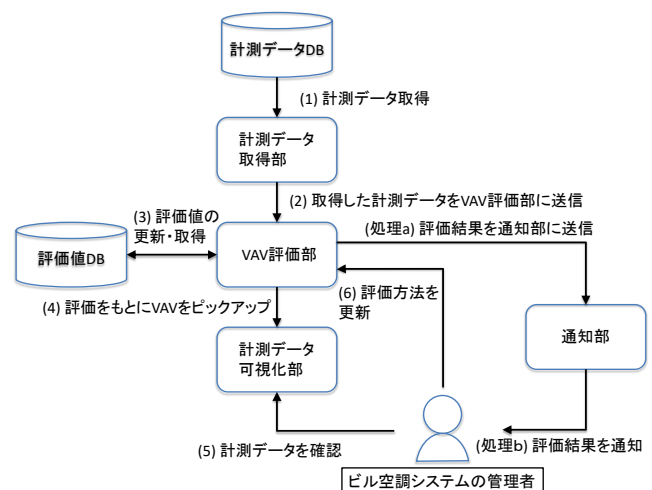 計測データDB
(1) 計測データ取得
計測データ
取得部
(2) 取得した計測データをVAV評価部に送信
(3) 評価値の
更新・取得
(処理a) 評価結果を通知部に送信
評価値DB
VAV評価部
(6) 評価方法を
更新
(4) 評価をもとにVAVをピックアップ
通知部
計測データ
可視化部
(5) 計測データを確認
(処理b) 評価結果を通知
ビル空調システムの管理者